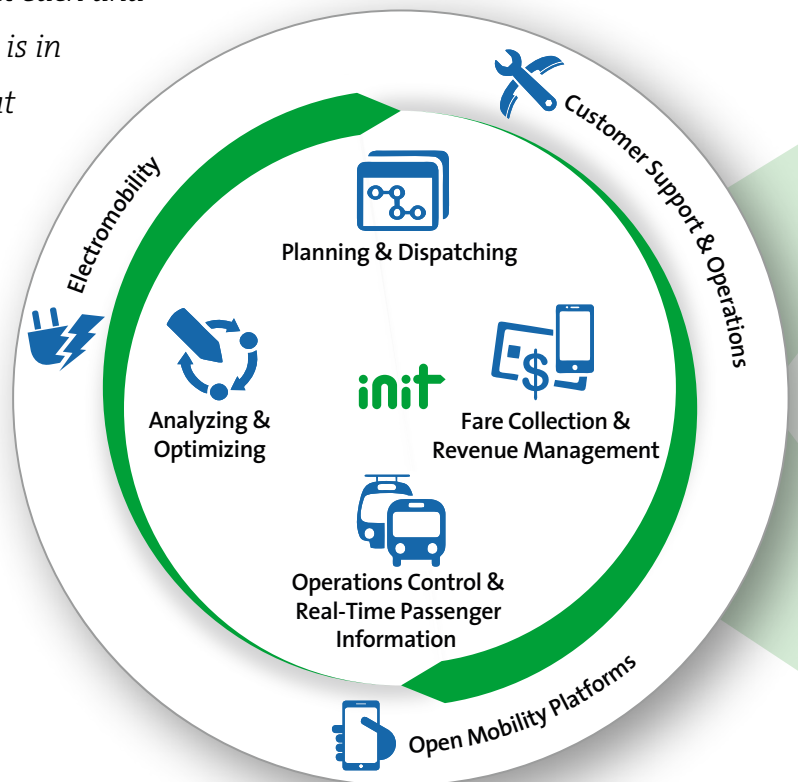 is in
Customer Support & Operations
Electromobility
Planning & Dispatching
$
init
Analyzing &
Optimizing
Fare Collection &
Revenue Management
Operations Control &
Real-Time Passenger
Information
Open Mobility Platforms